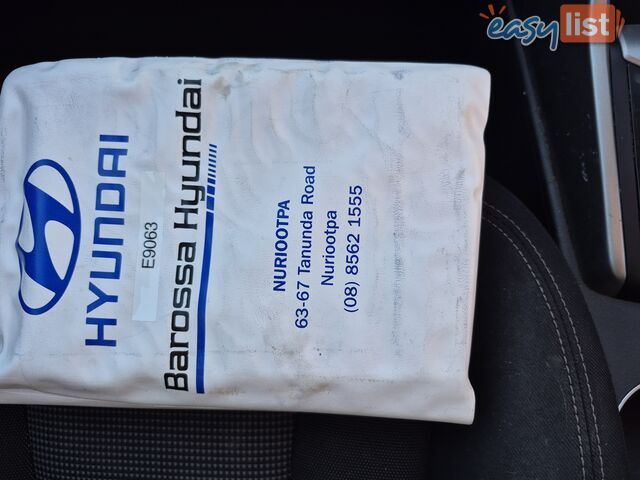 HYUNDAI
E9063
Barossa Hyundai
NURIOOTPA
63-67 Tanunda Road
Nuriootpa
(08) 8562 1555
easylist